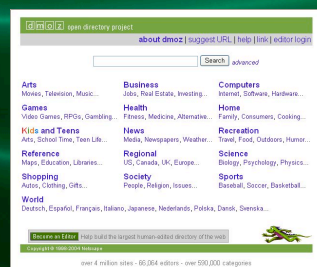 dmoz open directory project
about dmoz | suggest URL | help | link | editor login
Search advanced
Arts
Movies, Television, Music...
Business
Jobs, Real Estate, Investing...
Computers
Internet, Software, Hardware...
Games
Video Games, RPGs, Gambling...
Health
Fitness, Medicine, Alternative...
Home
Family, Consumers, Cooking...
Kids and Teens
Arts, School Time, Teen Life...
News
Media, Newspapers, Weather...
Recreation
Travel, Food, Outdoors, Humor...
Reference
Maps, Education, Libraries...
Regional
US, Canada, UK, Europe...
Science
Biology, Psychology, Physics...
Shopping
Autos, Clothing, Gifts...
Society
People, Religion, Issues...
Sports
Baseball, Soccer, Basketball...
World
Deutsch, Español, Français, Italiano, Japanese, Nederlands, Polska, Dansk, Svenska...
Become an Editor Help build the largest human-edited directory of the web
Copyright © 1998-2004 Netscape
over 4 million sites - 66,064 editors - over 590,000 categories